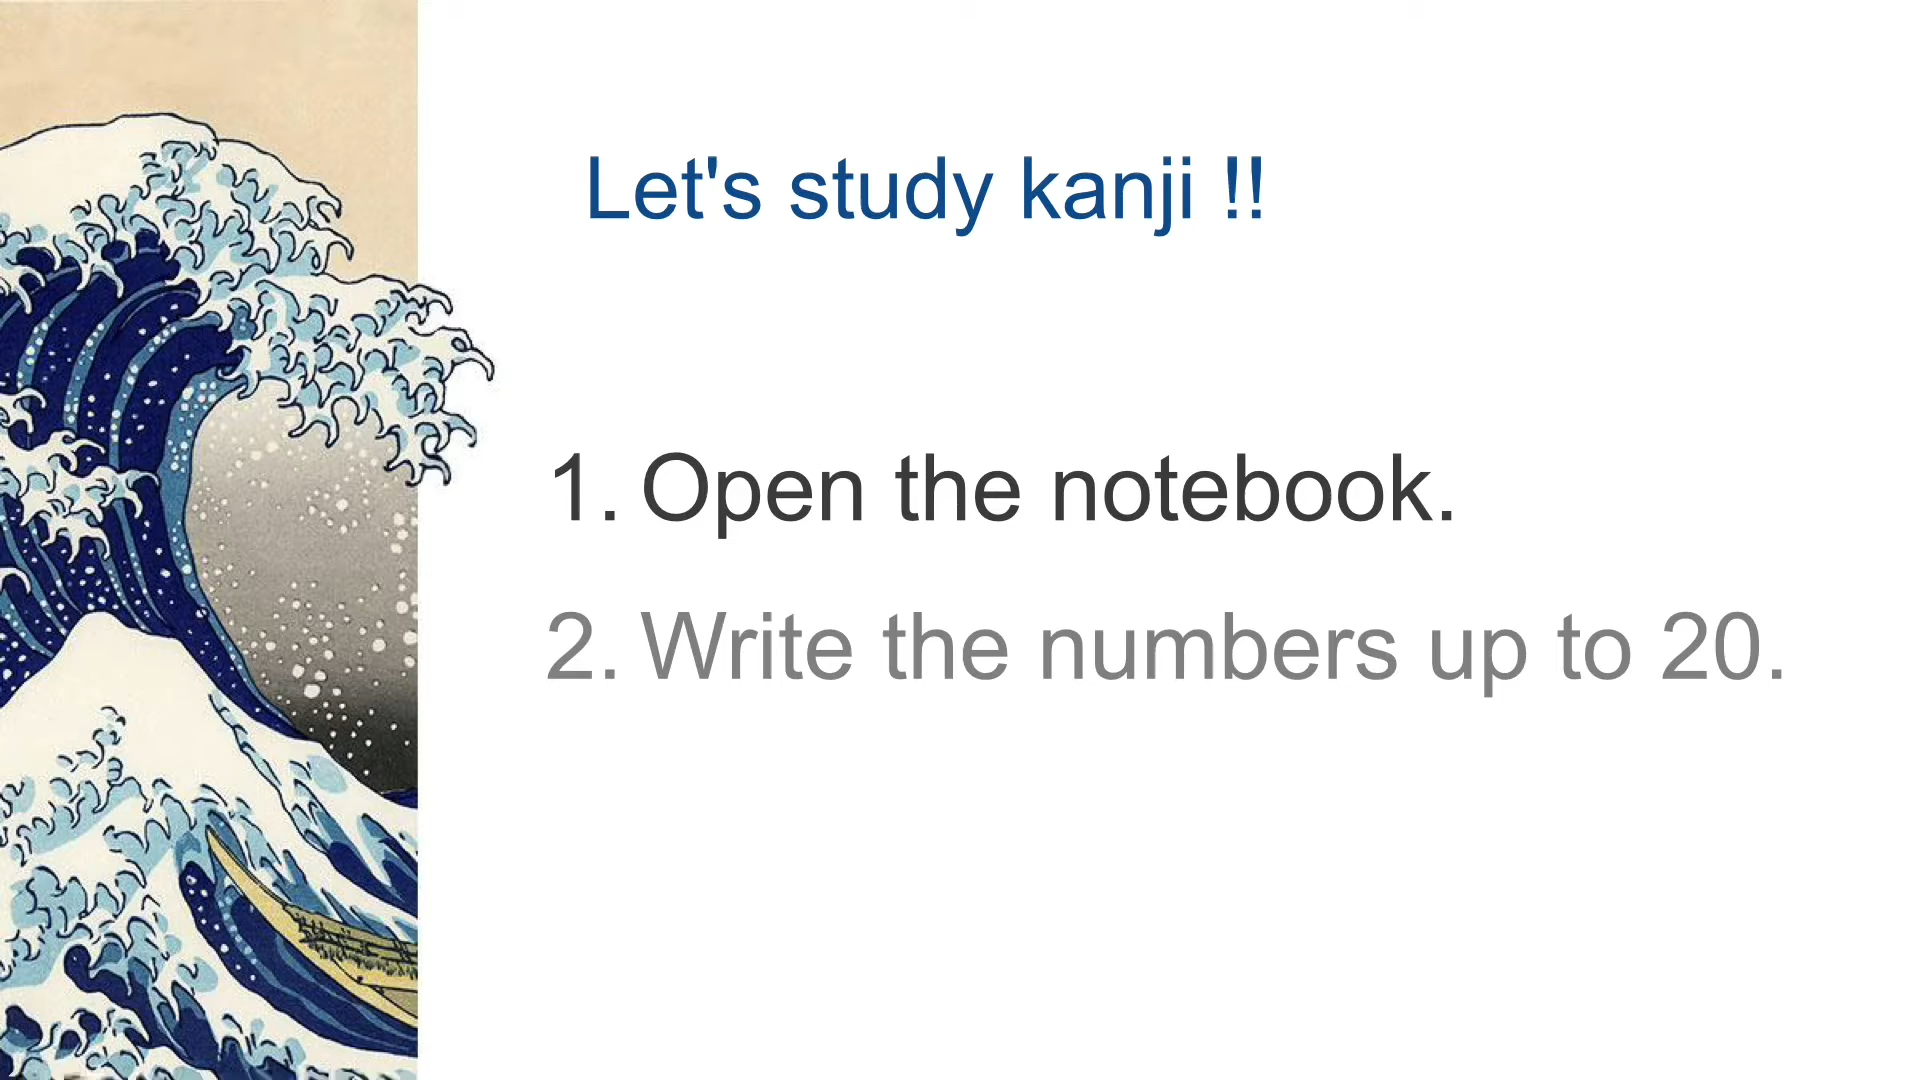 Let's study kanji !!
1. Open the notebook.
2. Write the numbers up to 20.